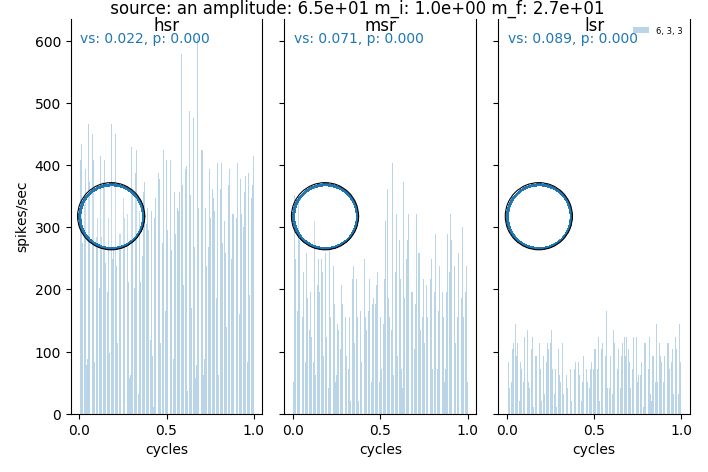 source: an amplitude: 6.5e+01 m_i: 1.0e+00 m_f: 2.7e+01
hsr
msr
lsr
vs: 0.022, p: 0.000
vs: 0.071, p: 0.000
vs: 0.089, p: 0.000
6, 3, 3
spikes/sec
600
500
400
300
200
100
0
0.0 0.5 1.0
0.0 0.5 1.0
0.0 0.5 1.0
cycles
cycles
cycles